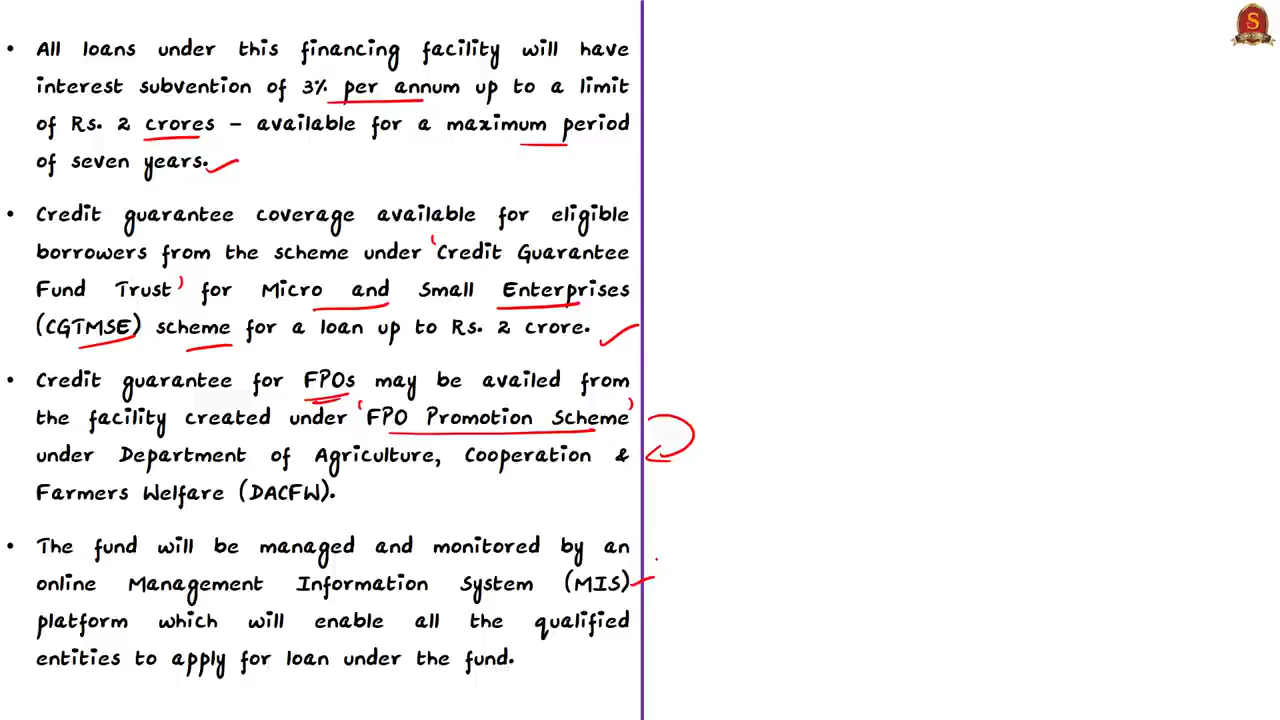 • All loans under this financing facility will have
interest subvention of 3% per annum up to a limit
of Rs. 2 crores – available for a maximum period
of seven years.
• Credit guarantee coverage available for eligible
borrowers from the scheme under 'Credit Guarantee
Fund Trust' for Micro and Small Enterprises
(CGTMSE) scheme for a loan up to Rs. 2 crore.
• Credit guarantee for FPOs may be availed from
the facility created under 'FPO Promotion Scheme'
under Department of Agriculture, Cooperation &
Farmers Welfare (DACFW).
• The fund will be managed and monitored by an
online Management Information System (MIS)
platform which will enable all the qualified
entities to apply for loan under the fund.
S